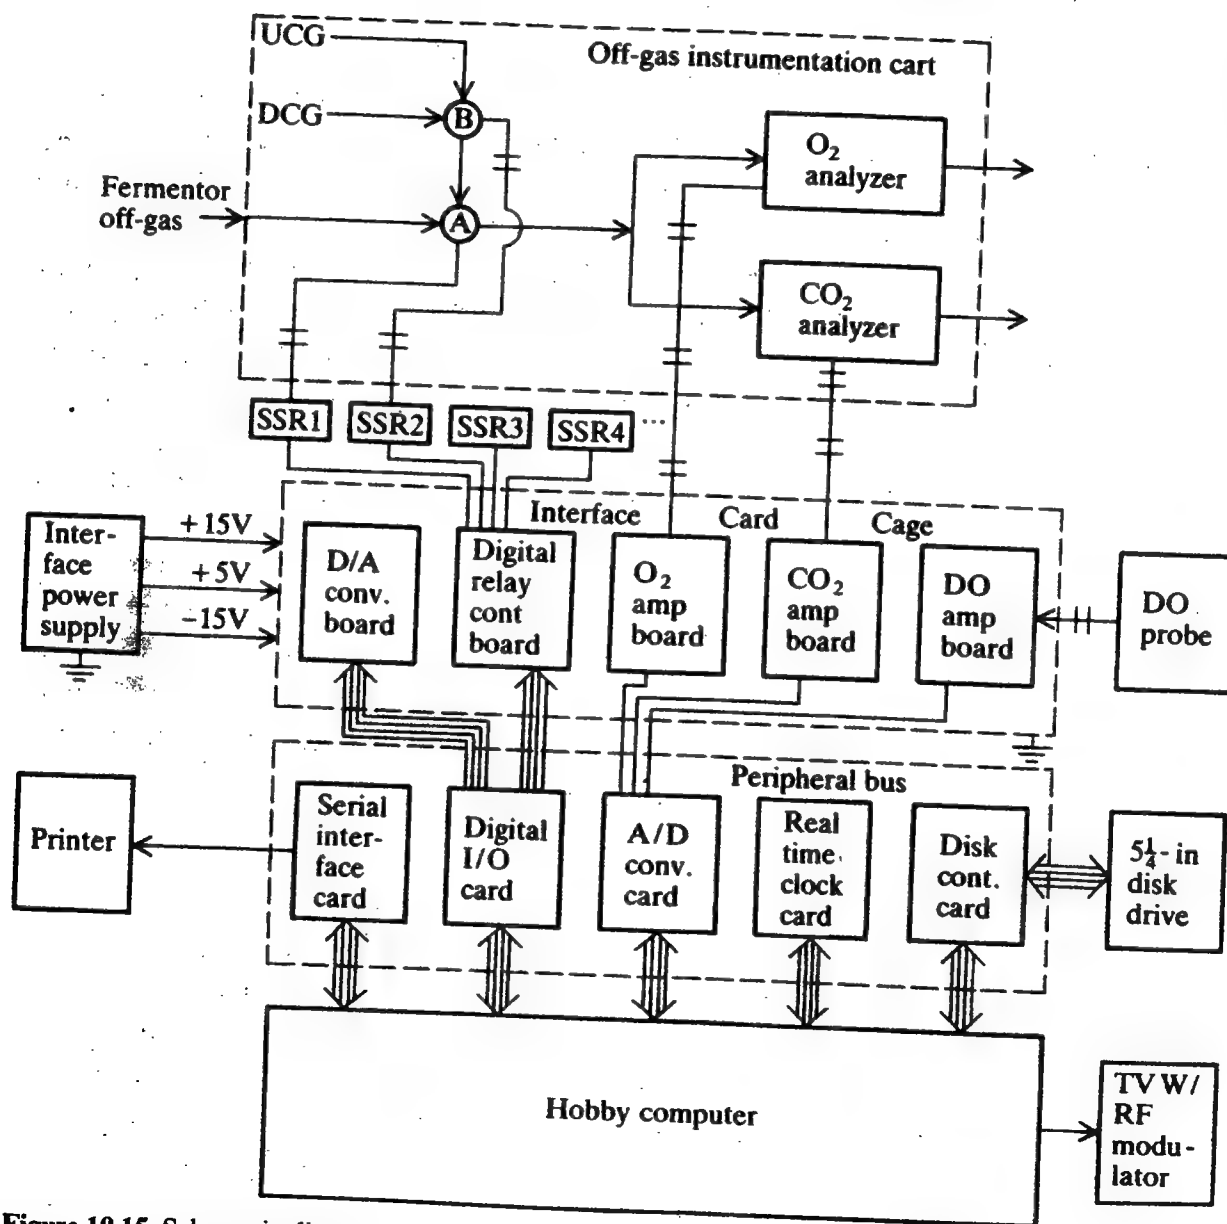 UCG
Off-gas instrumentation cart
DCG
B
O₂
analyzer
Fermentor
off-gas
A
CO₂
analyzer
SSR1
SSR2
SSR3
SSR4
...
Interface Card Cage
Inter-
face
power
supply
+15V
+5V
−15V
D/A
conv.
board
Digital
relay
cont
board
O₂
amp
board
CO₂
amp
board
DO
amp
board
DO
probe
Peripheral bus
Printer
Serial
inter-
face
card
Digital
I/O
card
A/D
conv.
card
Real
time
clock
card
Disk
cont.
card
5¼-in
disk
drive
Hobby computer
TV W/
RF
modu-
lator